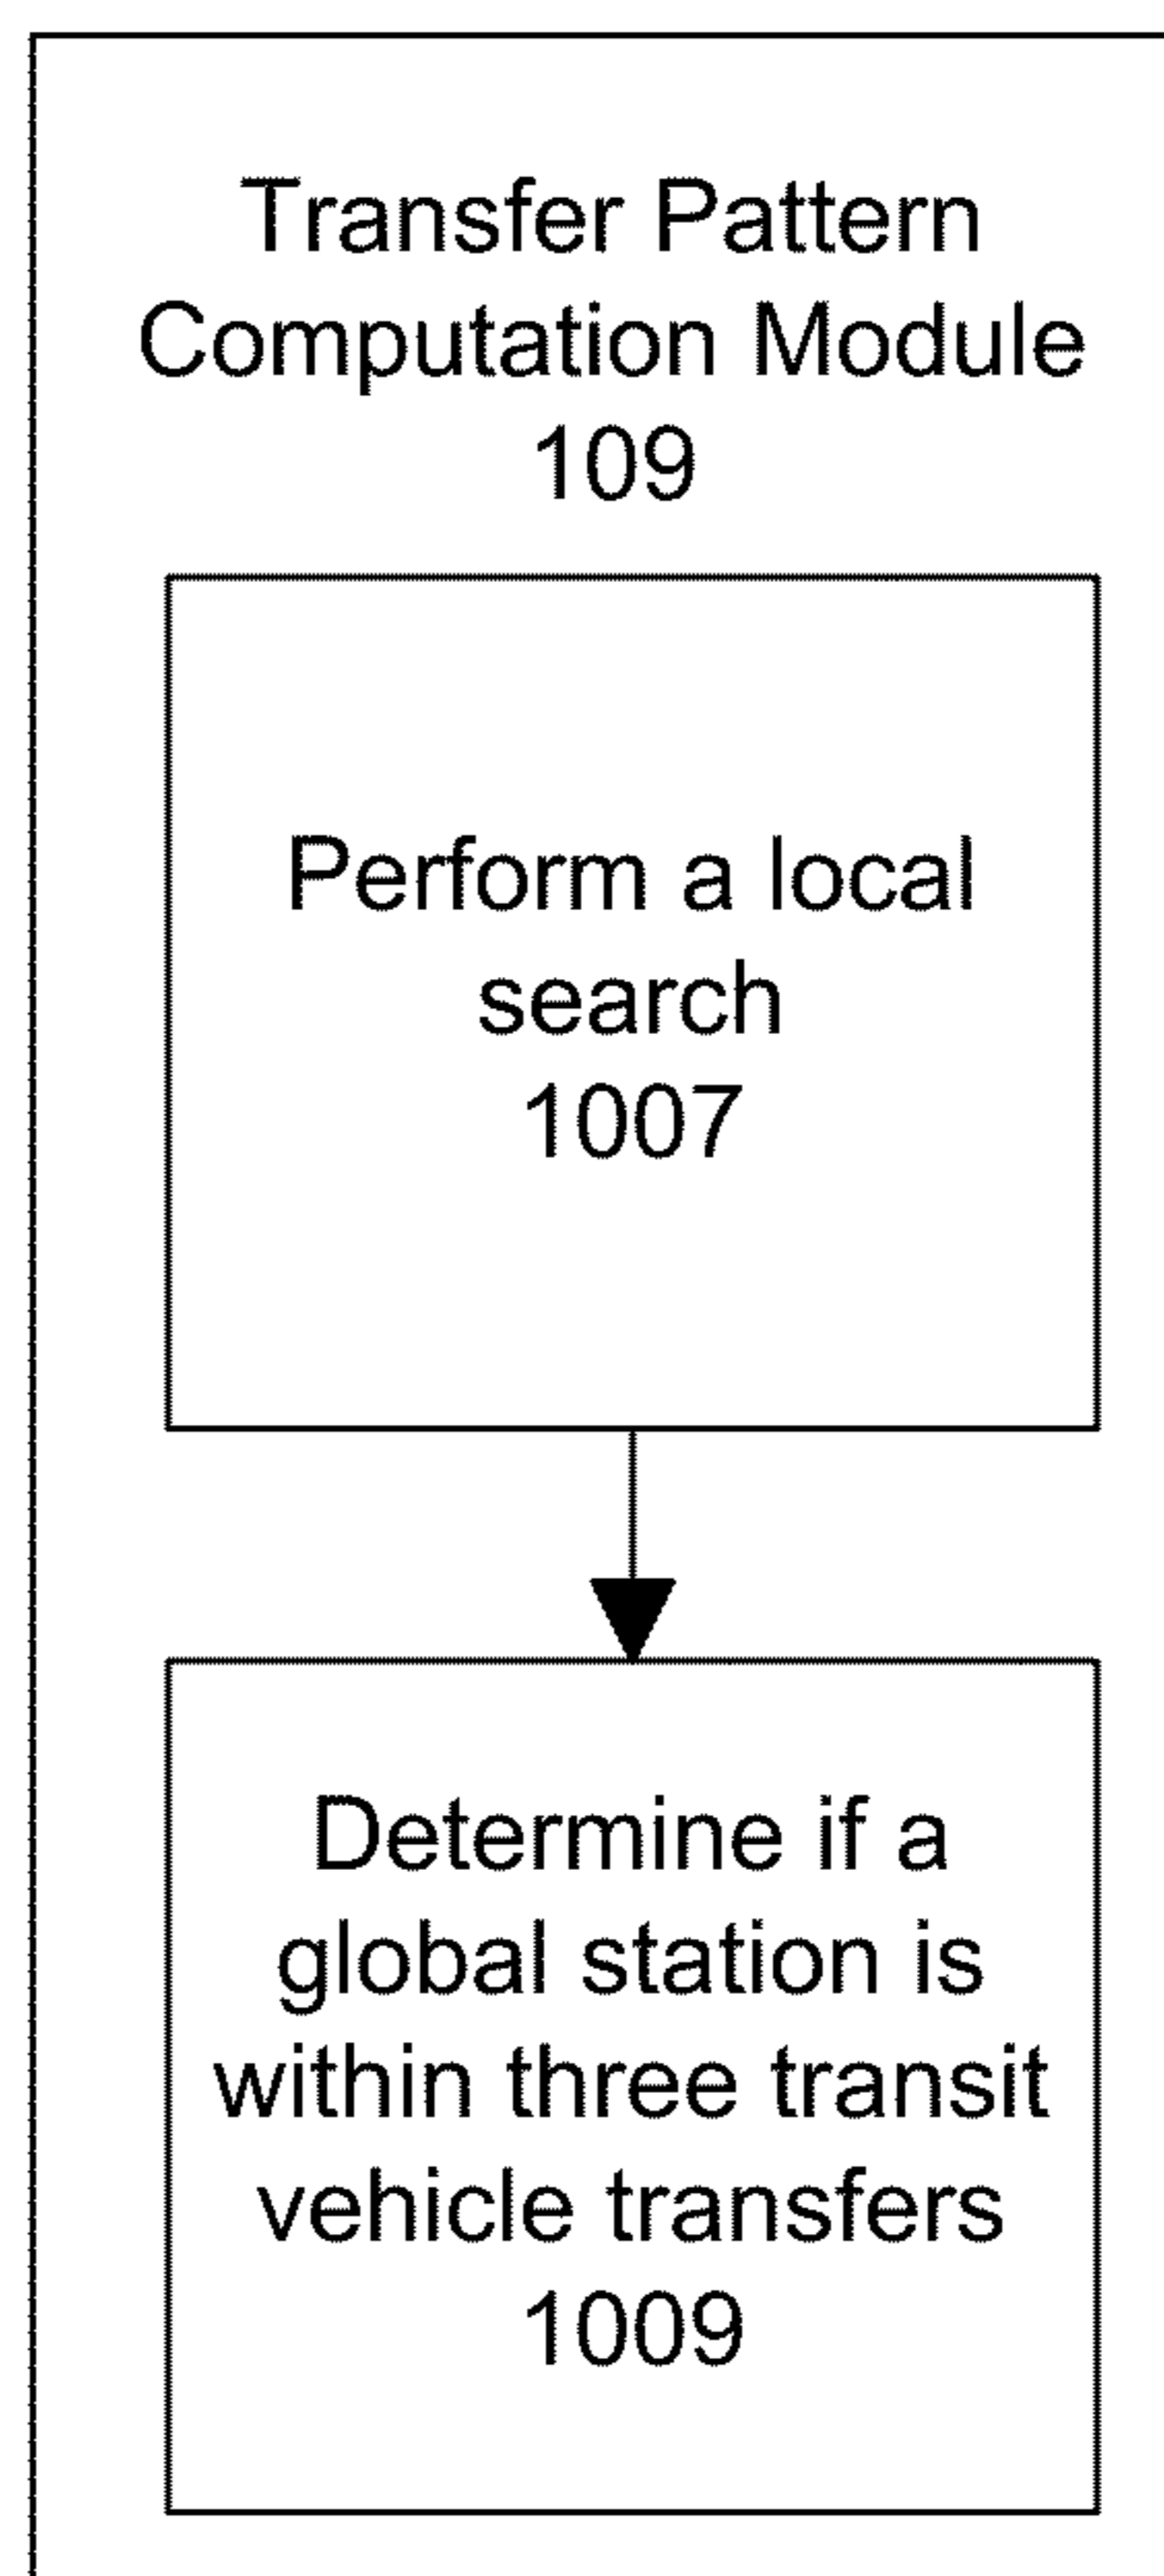 Transfer Pattern
Computation Module
109
Perform a local
search
1007
Determine if a
global station is
within three transit
vehicle transfers
1009